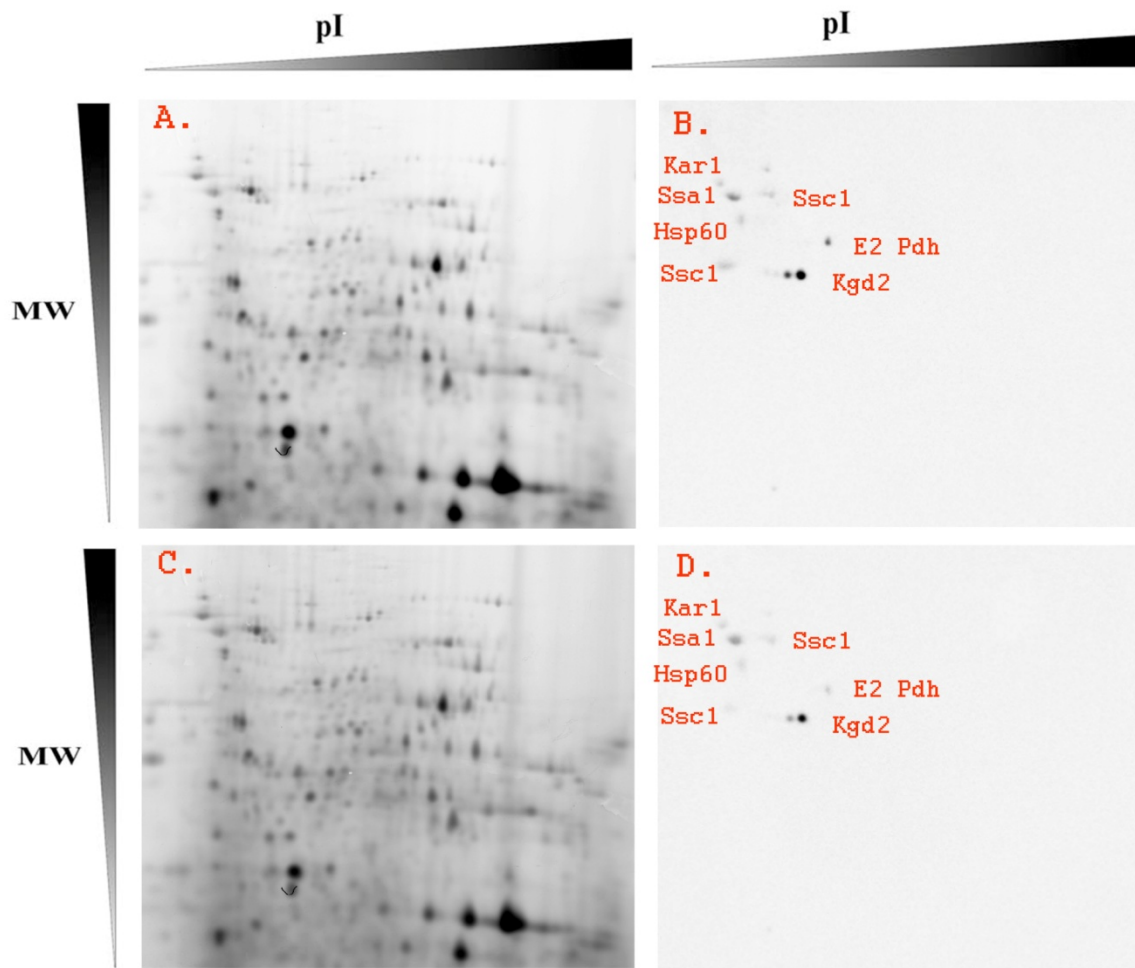 pI
pI
MW
A.
B.
Kar1
Ssa1
Ssc1
Hsp60
E2 Pdh
Ssc1
Kgd2
MW
C.
D.
Kar1
Ssa1
Ssc1
Hsp60
E2 Pdh
Ssc1
Kgd2